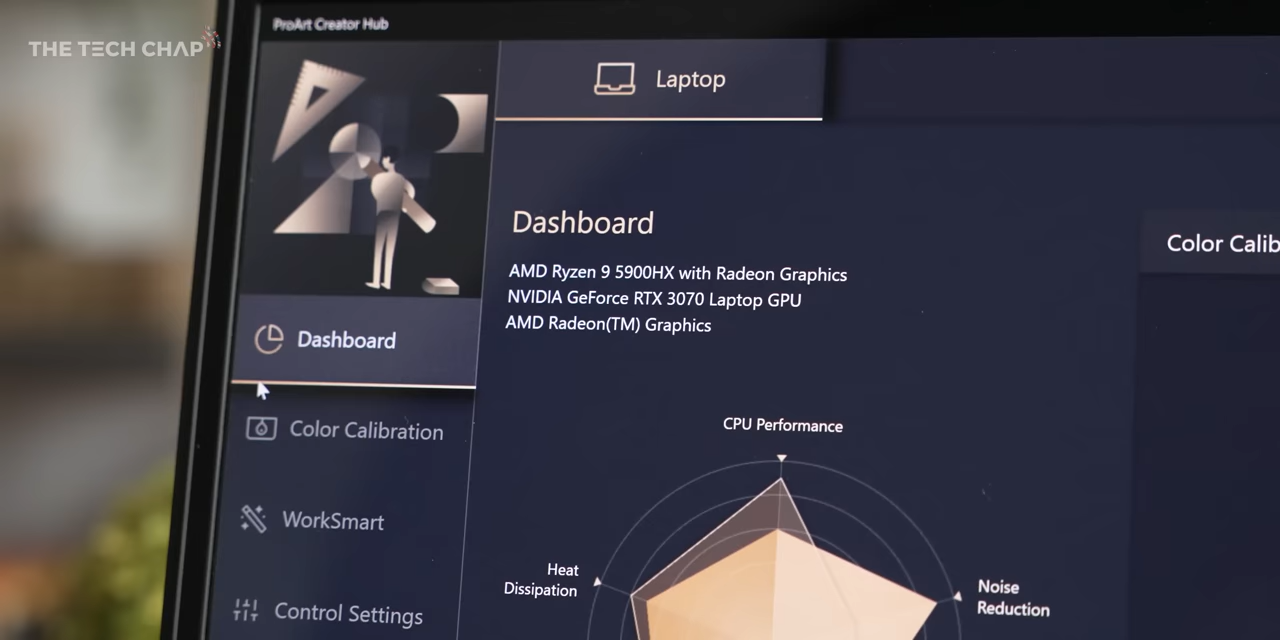 ProArt Creator Hub
THE TECH CHAP
Laptop
Dashboard
AMD Ryzen 9 5900HX with Radeon Graphics
NVIDIA GeForce RTX 3070 Laptop GPU
AMD Radeon(TM) Graphics
Color Calib
Dashboard
Color Calibration
WorkSmart
Control Settings
CPU Performance
Heat
Dissipation
Noise
Reduction